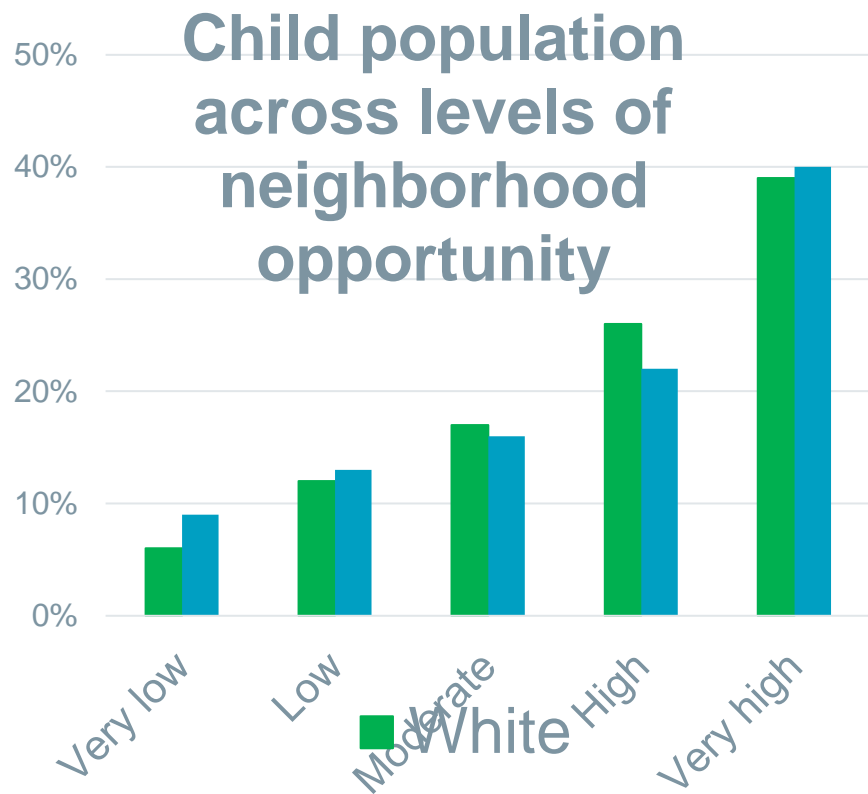 Child population
across levels of
neighborhood
opportunity
50%
40%
30%
20%
10%
0%
Very low
Low
Moderate
High
Very high
White